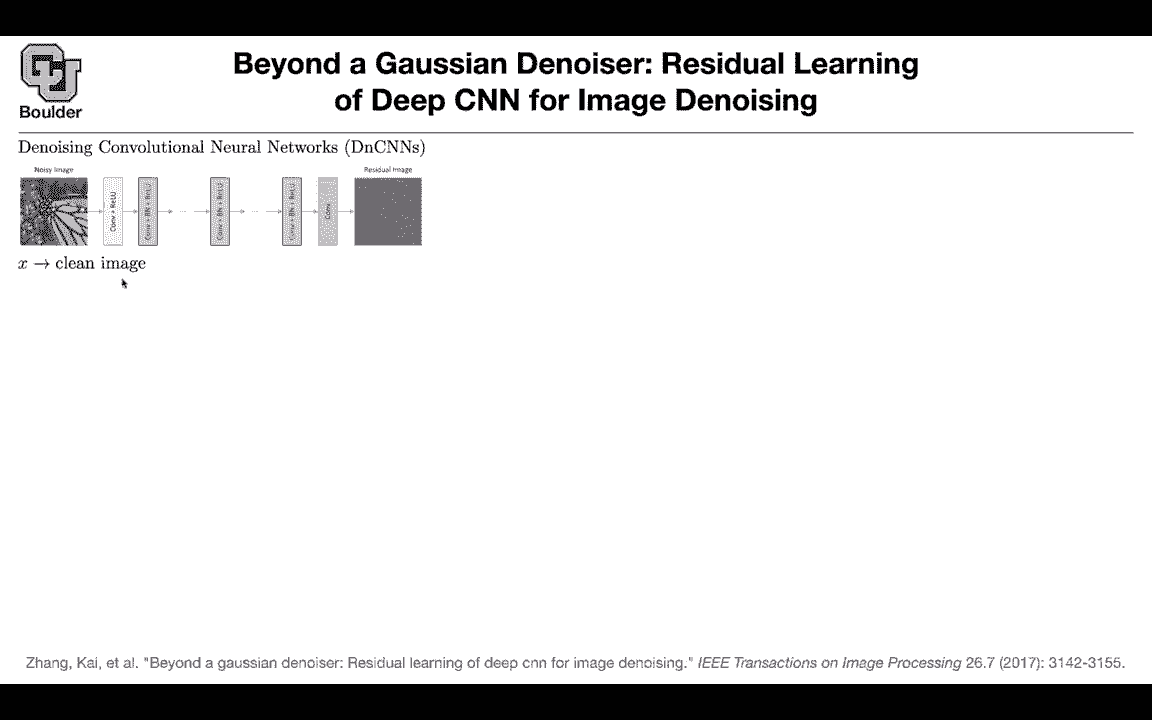 Boulder
Beyond a Gaussian Denoiser: Residual Learning
of Deep CNN for Image Denoising
Denoising Convolutional Neural Networks (DnCNNs)
Noisy Image
Residual Image
Conv + ReLU
Conv + BN + ReLU
...
Conv + BN + ReLU
...
Conv + BN + ReLU
Conv
x → clean image
Zhang, Kai, et al. "Beyond a gaussian denoiser: Residual learning of deep cnn for image denoising." IEEE Transactions on Image Processing 26.7 (2017): 3142-3155.